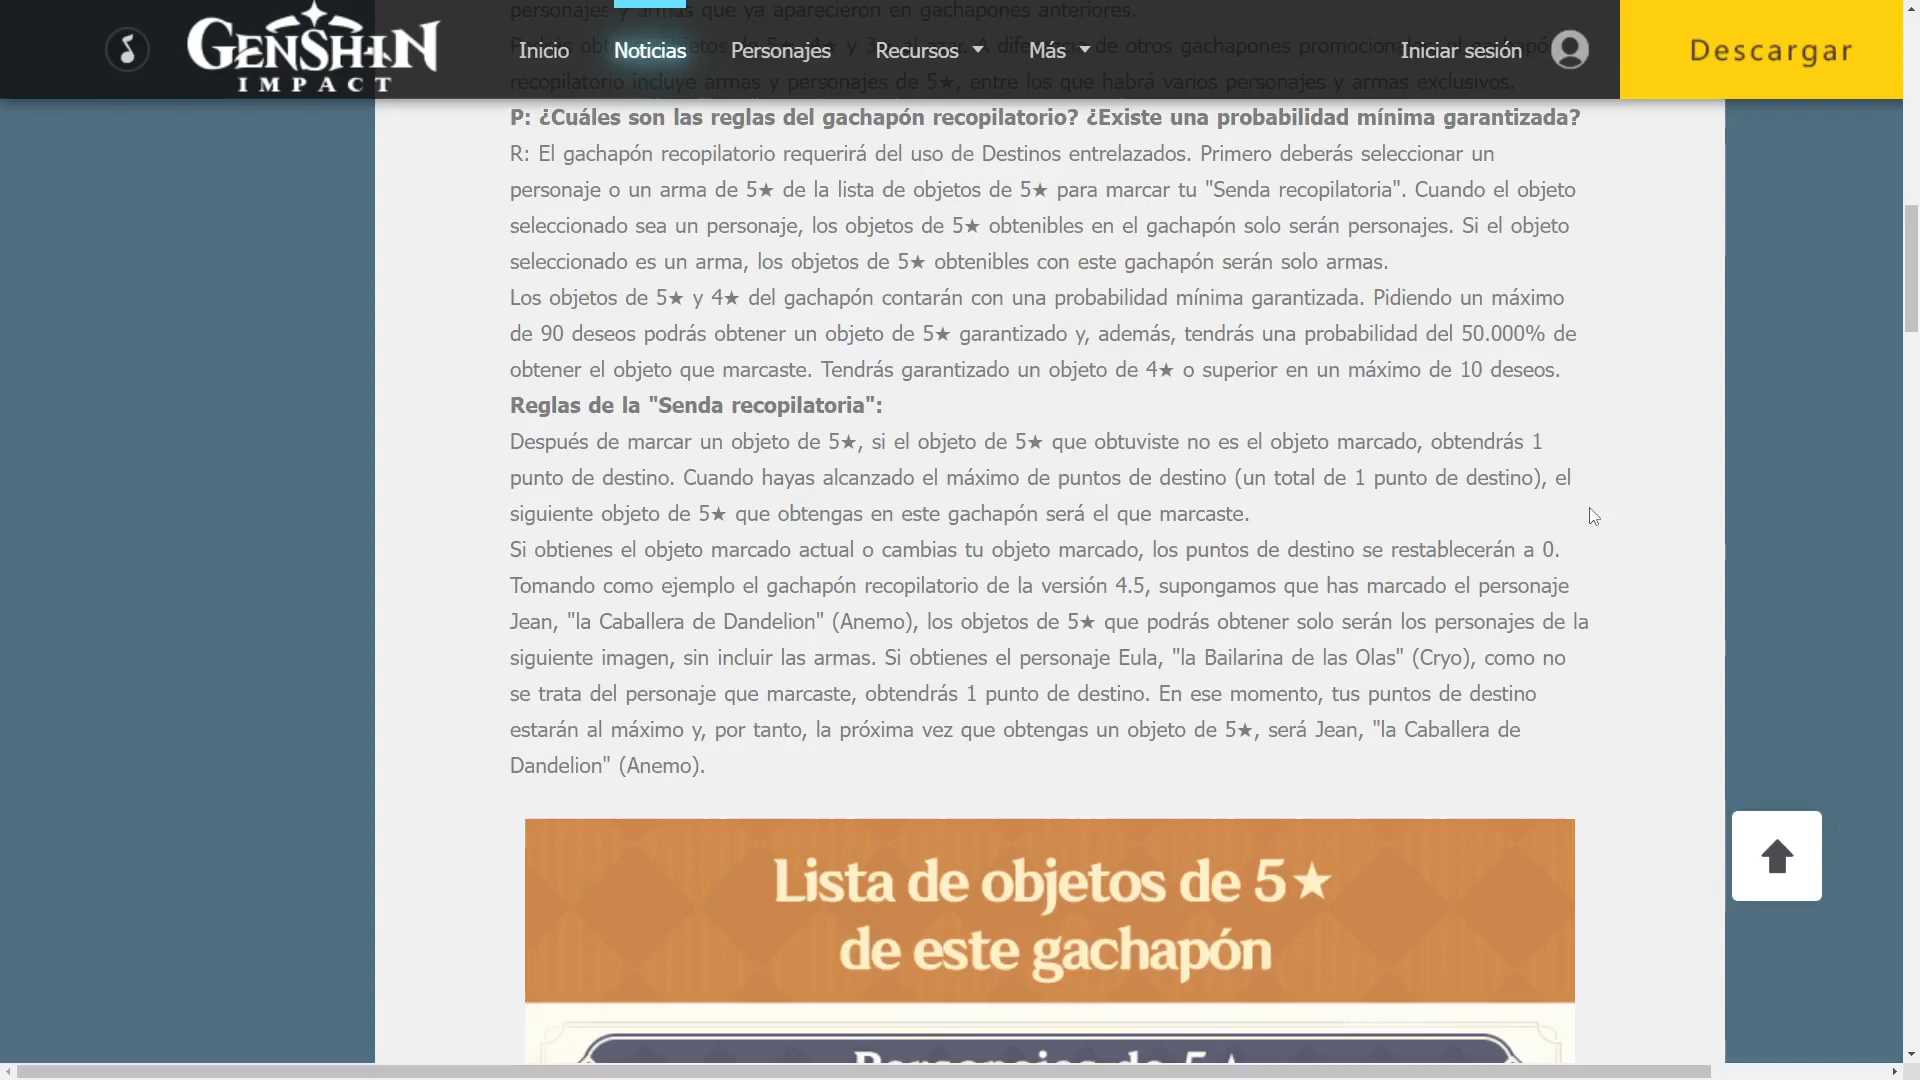 personajes y armas que ya aparecieron en gachapones anteriores.
GENSHIN
IMPACT
Inicio
Noticias
Personajes
Recursos
Más
Iniciar sesión
Descargar
recopilatorio incluye armas y personajes de 5★, entre los que habrá varios personajes y armas exclusivos.
P: ¿Cuáles son las reglas del gachapón recopilatorio? ¿Existe una probabilidad mínima garantizada?
R: El gachapón recopilatorio requerirá del uso de Destinos entrelazados. Primero deberás seleccionar un
personaje o un arma de 5★ de la lista de objetos de 5★ para marcar tu "Senda recopilatoria". Cuando el objeto
seleccionado sea un personaje, los objetos de 5★ obtenibles en el gachapón solo serán personajes. Si el objeto
seleccionado es un arma, los objetos de 5★ obtenibles con este gachapón serán solo armas.
Los objetos de 5★ y 4★ del gachapón contarán con una probabilidad mínima garantizada. Pidiendo un máximo
de 90 deseos podrás obtener un objeto de 5★ garantizado y, además, tendrás una probabilidad del 50.000% de
obtener el objeto que marcaste. Tendrás garantizado un objeto de 4★ o superior en un máximo de 10 deseos.
Reglas de la "Senda recopilatoria":
Después de marcar un objeto de 5★, si el objeto de 5★ que obtuviste no es el objeto marcado, obtendrás 1
punto de destino. Cuando hayas alcanzado el máximo de puntos de destino (un total de 1 punto de destino), el
siguiente objeto de 5★ que obtengas en este gachapón será el que marcaste.
Si obtienes el objeto marcado actual o cambias tu objeto marcado, los puntos de destino se restablecerán a 0.
Tomando como ejemplo el gachapón recopilatorio de la versión 4.5, supongamos que has marcado el personaje
Jean, "la Caballera de Dandelion" (Anemo), los objetos de 5★ que podrás obtener solo serán los personajes de la
siguiente imagen, sin incluir las armas. Si obtienes el personaje Eula, "la Bailarina de las Olas" (Cryo), como no
se trata del personaje que marcaste, obtendrás 1 punto de destino. En ese momento, tus puntos de destino
estarán al máximo y, por tanto, la próxima vez que obtengas un objeto de 5★, será Jean, "la Caballera de
Dandelion" (Anemo).
Lista de objetos de 5★
de este gachapón
Personajes de 5★